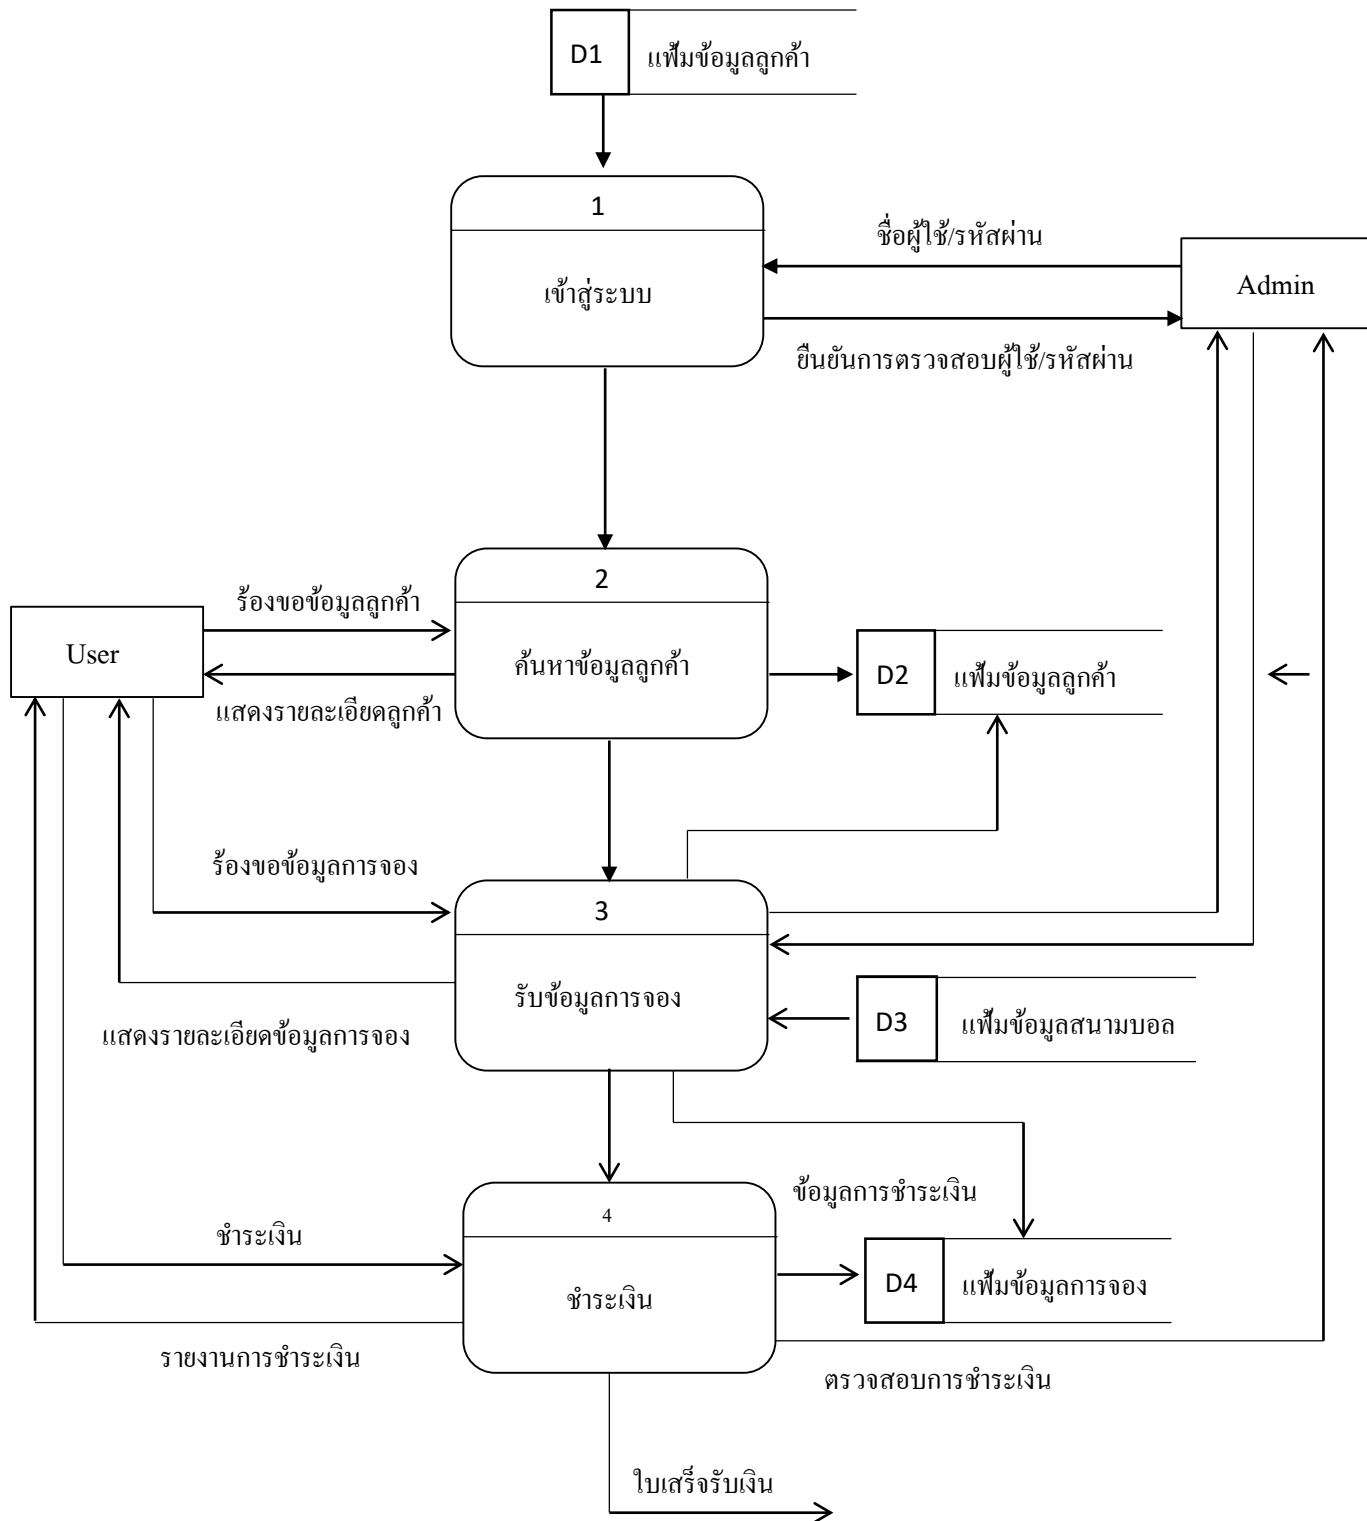 D1
แฟ้มข้อมูลลูกค้า
1
เข้าสู่ระบบ
ชื่อผู้ใช้/รหัสผ่าน
Admin
ยืนยันการตรวจสอบผู้ใช้/รหัสผ่าน
2
ค้นหาข้อมูลลูกค้า
ร้องขอข้อมูลลูกค้า
User
แสดงรายละเอียดลูกค้า
D2
แฟ้มข้อมูลลูกค้า
ร้องขอข้อมูลการจอง
3
รับข้อมูลการจอง
แสดงรายละเอียดข้อมูลการจอง
D3
แฟ้มข้อมูลสนามบอล
ข้อมูลการชำระเงิน
4
ชำระเงิน
ชำระเงิน
D4
แฟ้มข้อมูลการจอง
รายงานการชำระเงิน
ตรวจสอบการชำระเงิน
ใบเสร็จรับเงิน